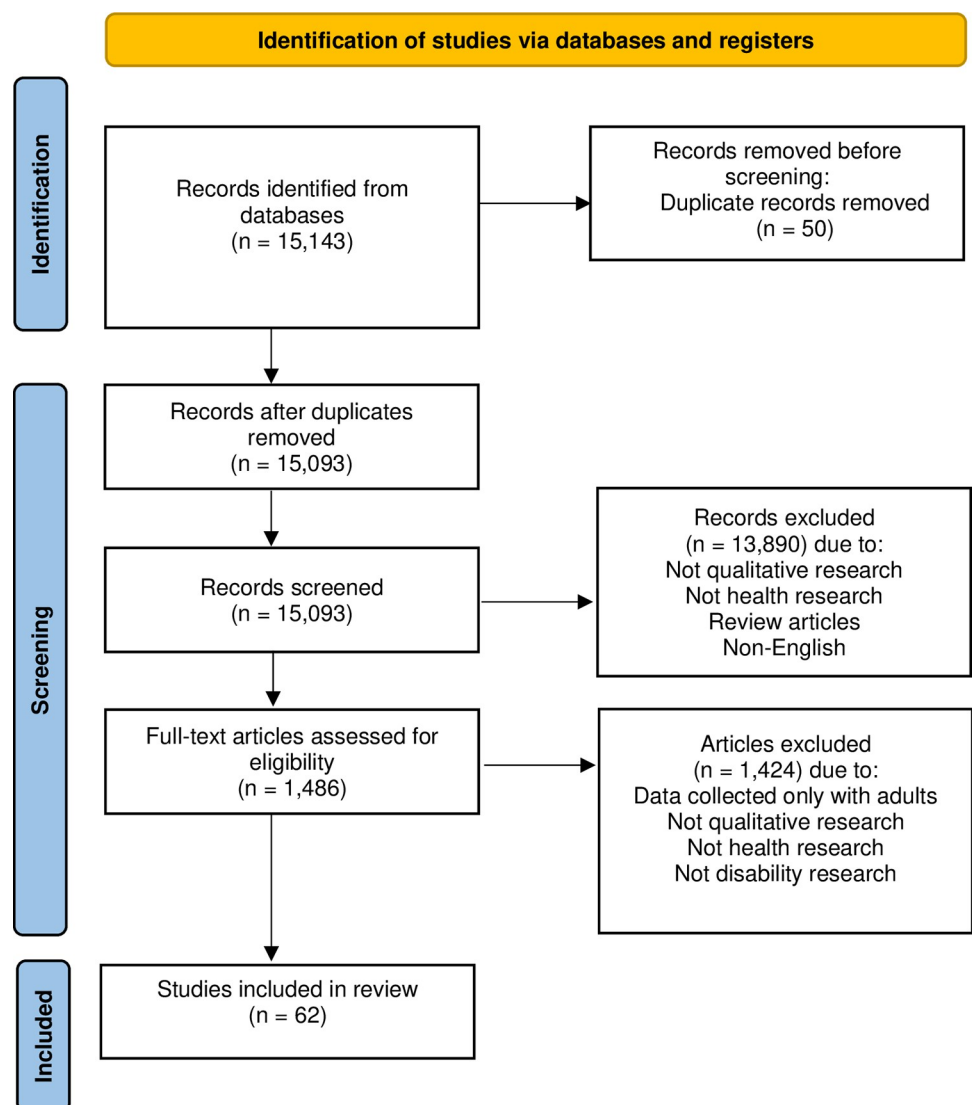 Identification of studies via databases and registers
Identification
Records identified from
databases
(n = 15,143)
Records removed before
screening:
Duplicate records removed
(n = 50)
Screening
Records after duplicates
removed
(n = 15,093)
Records screened
(n = 15,093)
Records excluded
(n = 13,890) due to:
Not qualitative research
Not health research
Review articles
Non-English
Full-text articles assessed for
eligibility
(n = 1,486)
Articles excluded
(n = 1,424) due to:
Data collected only with adults
Not qualitative research
Not health research
Not disability research
Included
Studies included in review
(n = 62)